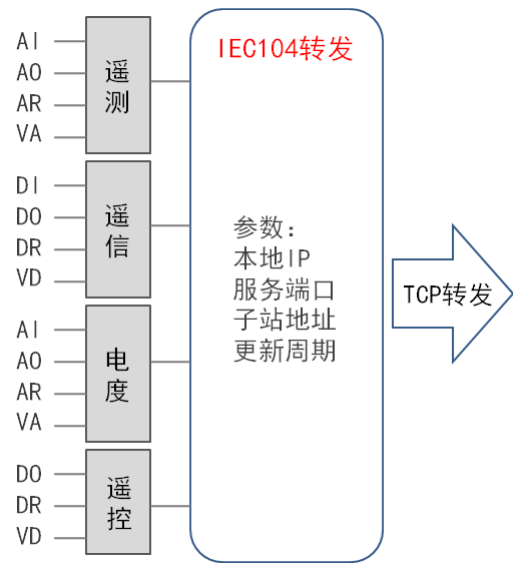 AI
AO
AR
VA
遥
测
DI
DO
DR
VD
遥
信
AI
AO
AR
VA
电
度
DO
DR
VD
遥
控
IEC104转发
参数：
本地IP
服务端口
子站地址
更新周期
TCP转发